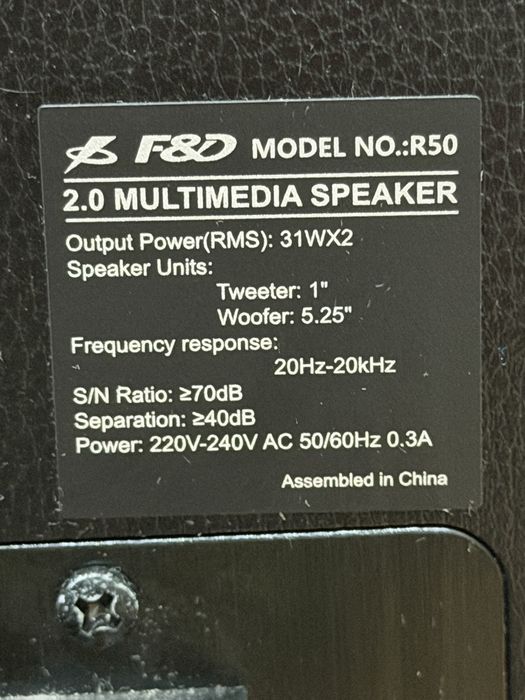 F&D MODEL NO.:R50
2.0 MULTIMEDIA SPEAKER
Output Power(RMS): 31WX2
Speaker Units:
Tweeter: 1"
Woofer: 5.25"
Frequency response:
20Hz-20kHz
S/N Ratio: ≥70dB
Separation: ≥40dB
Power: 220V-240V AC 50/60Hz 0.3A
Assembled in China